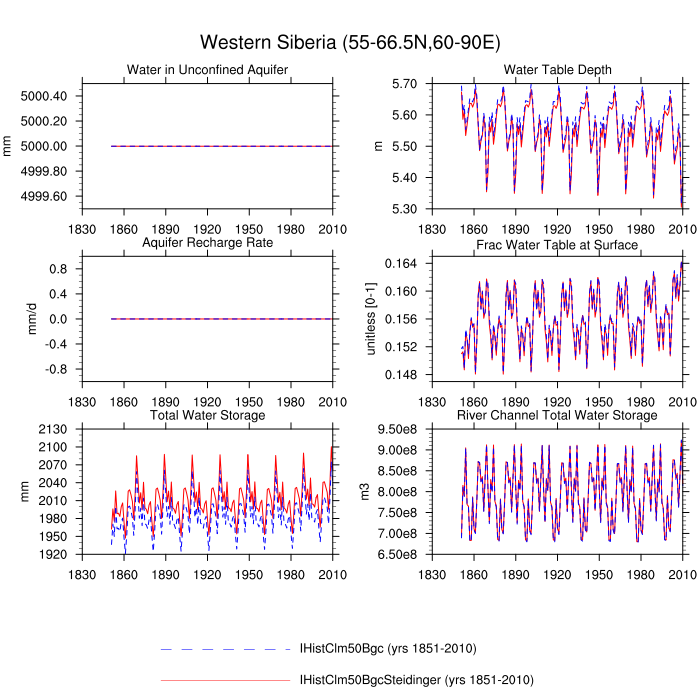 Western Siberia (55-66.5N,60-90E)
Water in Unconfined Aquifer
Water Table Depth
5000.40
5000.20
5000.00
4999.80
4999.60
mm
1830 1860 1890 1920 1950 1980 2010
5.70
5.60
5.50
5.40
5.30
m
1830 1860 1890 1920 1950 1980 2010
Aquifer Recharge Rate
Frac Water Table at Surface
0.8
0.4
0.0
-0.4
-0.8
mm/d
1830 1860 1890 1920 1950 1980 2010
0.164
0.160
0.156
0.152
0.148
unitless [0-1]
1830 1860 1890 1920 1950 1980 2010
Total Water Storage
River Channel Total Water Storage
2130
2100
2070
2040
2010
1980
1950
1920
mm
1830 1860 1890 1920 1950 1980 2010
9.50e8
9.00e8
8.50e8
8.00e8
7.50e8
7.00e8
6.50e8
m3
1830 1860 1890 1920 1950 1980 2010
IHistClm50Bgc (yrs 1851-2010)
IHistClm50BgcSteidinger (yrs 1851-2010)